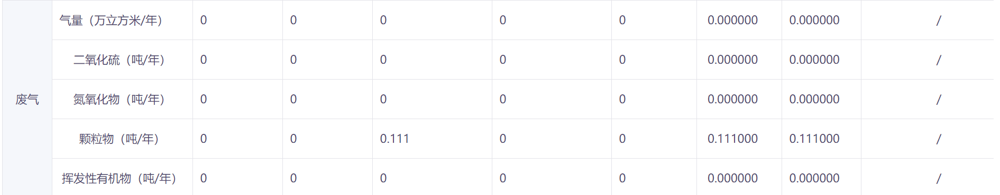 气量（万立方米/年） 0 0 0 0 0 0.000000 0.000000 /
二氧化硫（吨/年） 0 0 0 0 0 0.000000 0.000000 /
废气 氮氧化物（吨/年） 0 0 0 0 0 0.000000 0.000000 /
颗粒物（吨/年） 0 0 0.111 0 0 0.111000 0.111000 /
挥发性有机物（吨/年） 0 0 0 0 0 0.000000 0.000000 /